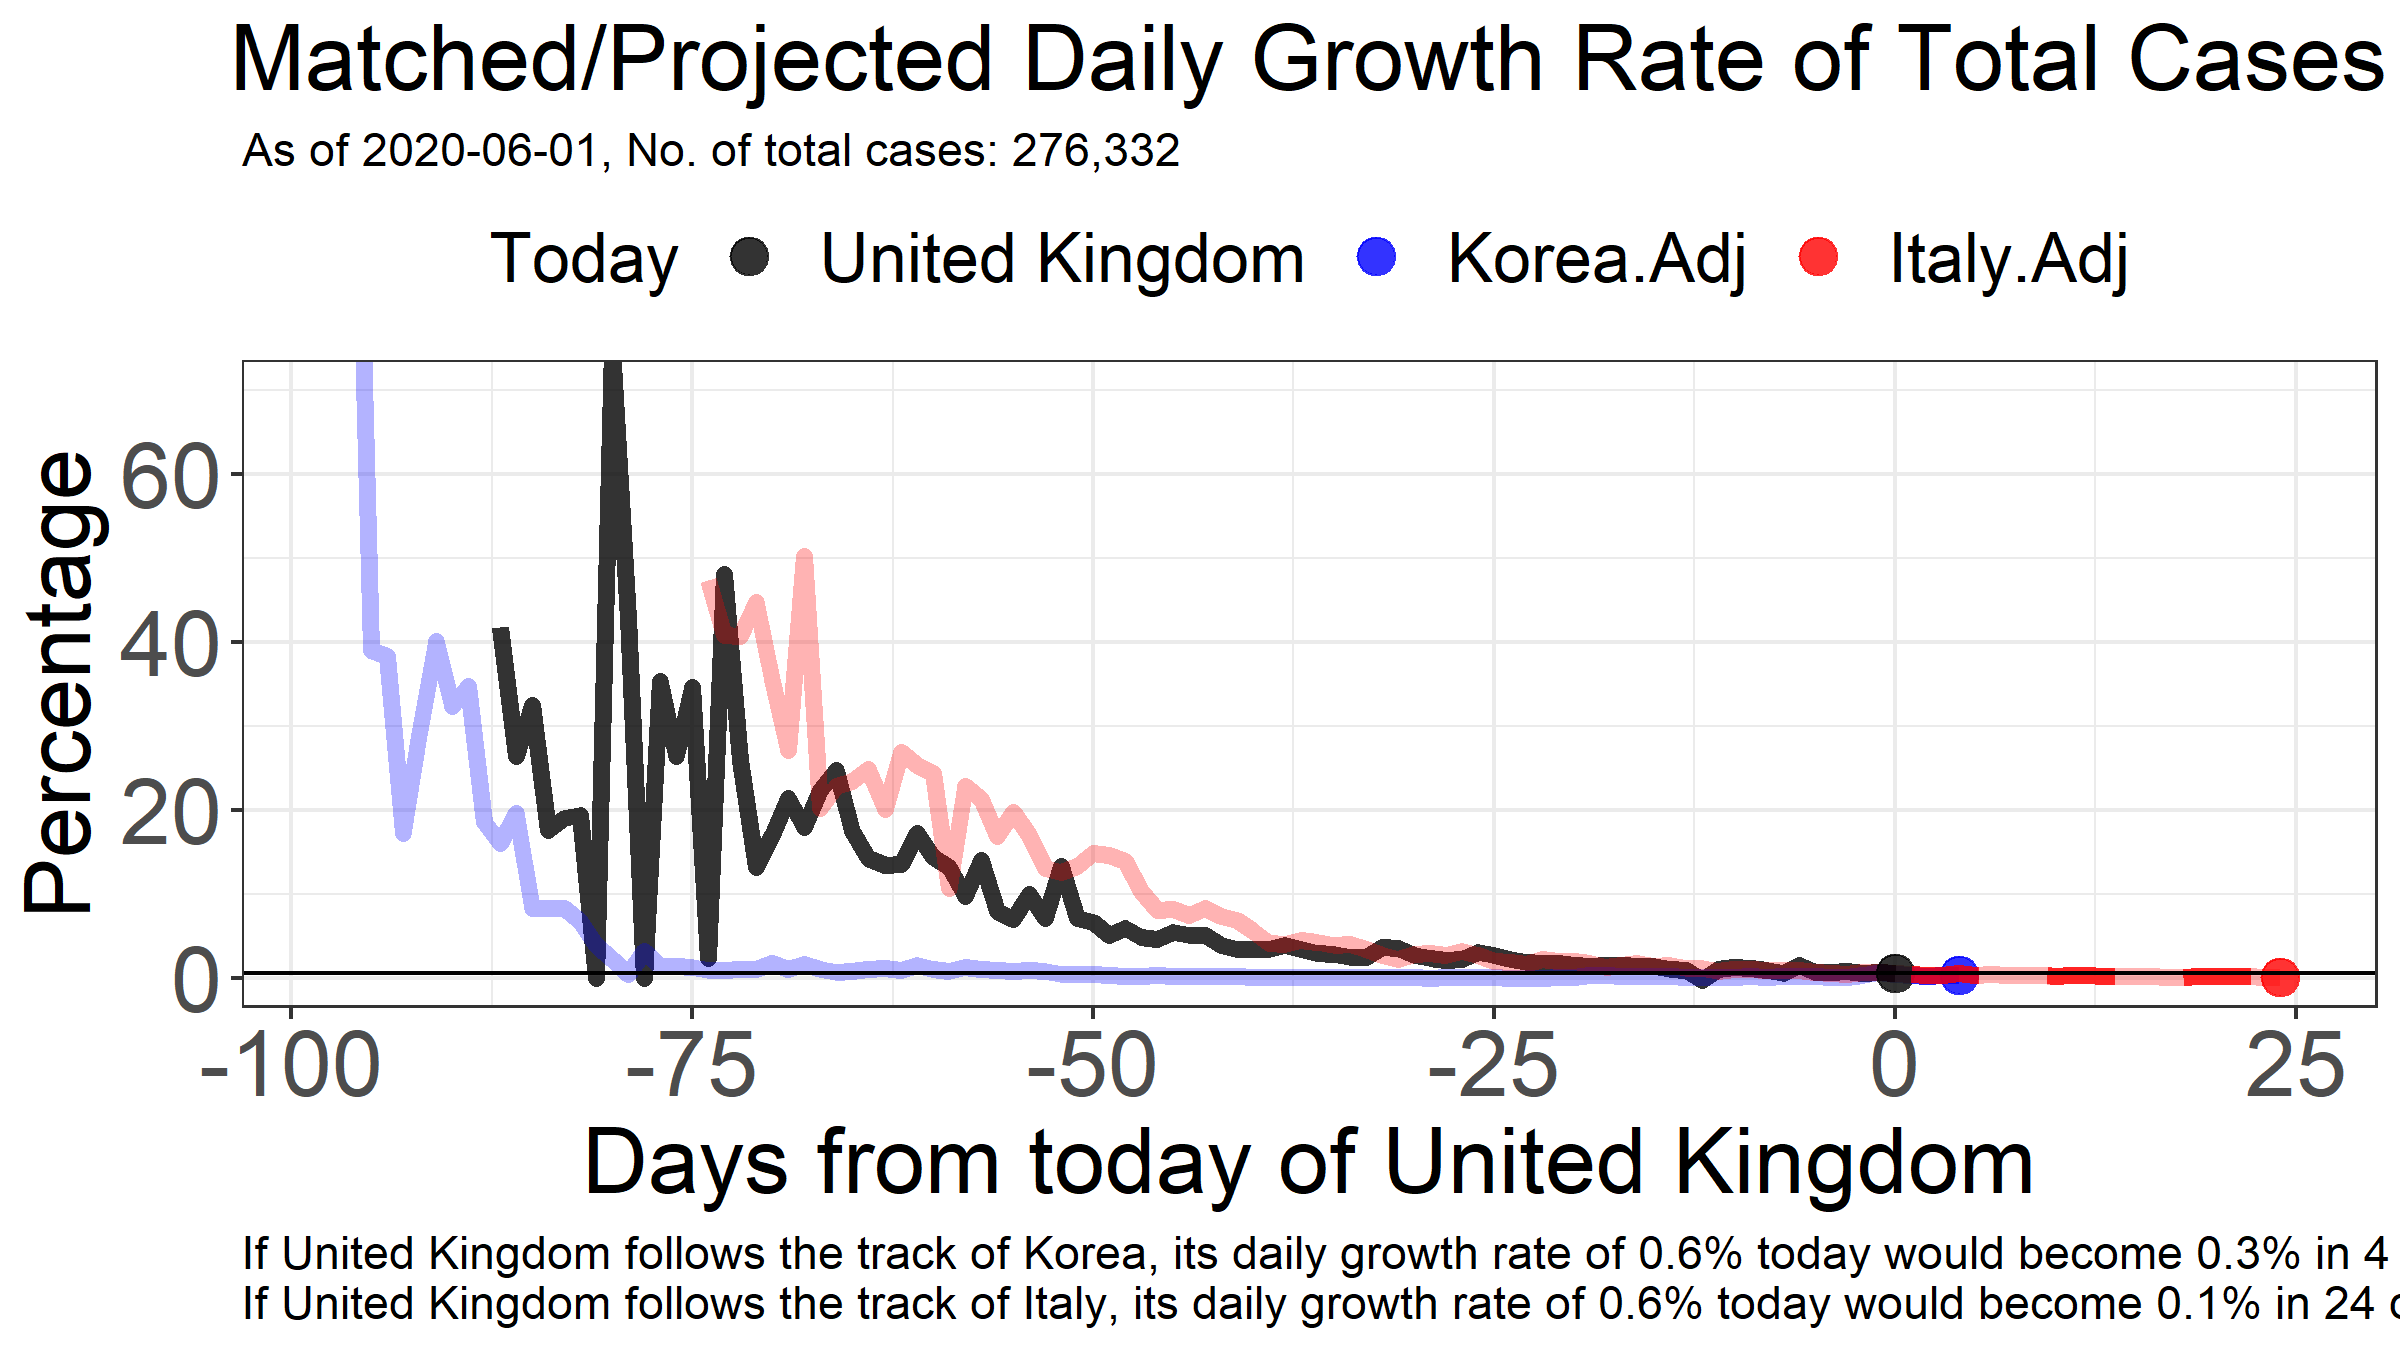 Matched/Projected Daily Growth Rate of Total Cases
As of 2020-06-01, No. of total cases: 276,332
Today United Kingdom Korea.Adj Italy.Adj
Percentage
60
40
20
0
-100 -75 -50 -25 0 25
Days from today of United Kingdom
If United Kingdom follows the track of Korea, its daily growth rate of 0.6% today would become 0.3% in 4
If United Kingdom follows the track of Italy, its daily growth rate of 0.6% today would become 0.1% in 24